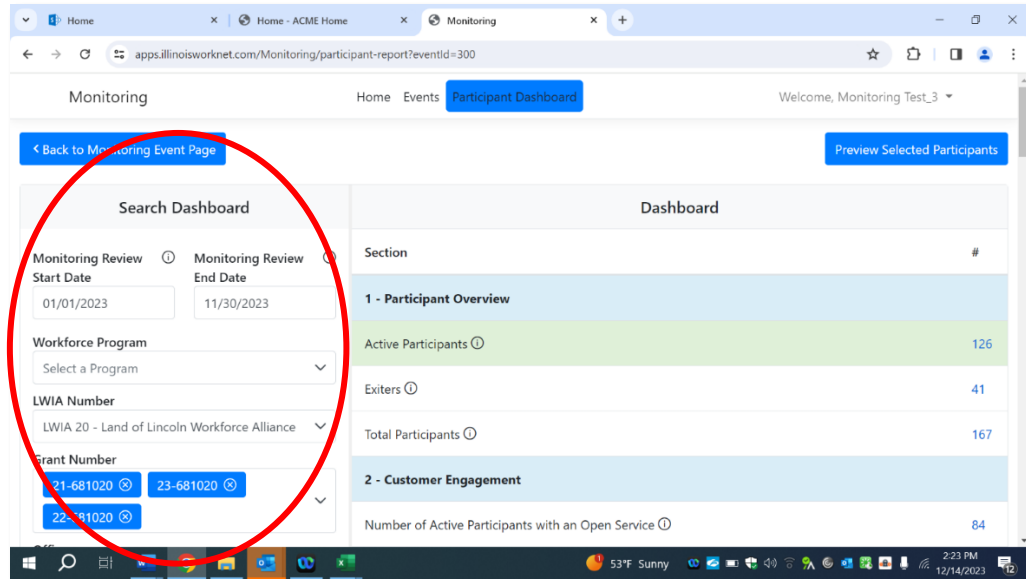 Home
Home - ACME Home
Monitoring
apps.illinoisworknet.com/Monitoring/participant-report?eventId=300
Monitoring
Home Events Participant Dashboard
Welcome, Monitoring Test_3
Back to Monitoring Event Page
Preview Selected Participants
Search Dashboard
Monitoring Review Start Date
01/01/2023
Monitoring Review End Date
11/30/2023
Workforce Program
Select a Program
LWIA Number
LWIA 20 - Land of Lincoln Workforce Alliance
Grant Number
21-681020 23-681020
22-681020
Dashboard
Section #
1 - Participant Overview
Active Participants 126
Exiters 41
Total Participants 167
2 - Customer Engagement
Number of Active Participants with an Open Service 84
53°F Sunny
2:23 PM
12/14/2023
12